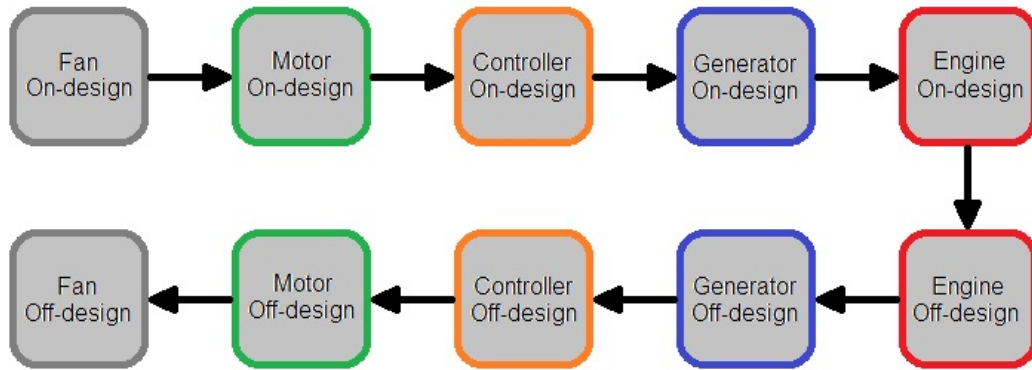 Fan
On-design
Motor
On-design
Controller
On-design
Generator
On-design
Engine
On-design
Fan
Off-design
Motor
Off-design
Controller
Off-design
Generator
Off-design
Engine
Off-design